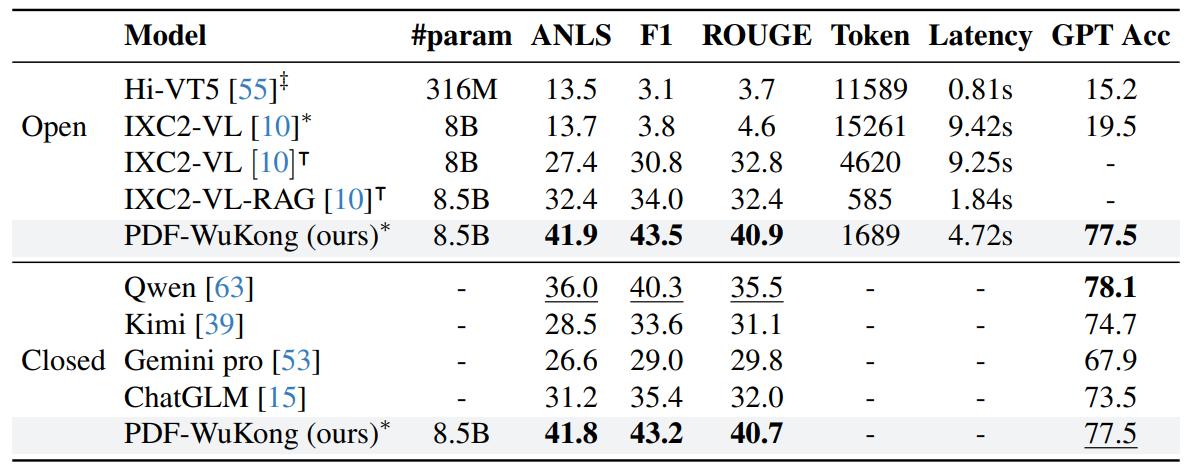 Model #param ANLS F1 ROUGE Token Latency GPT Acc
Hi-VT5 [55]‡ 316M 13.5 3.1 3.7 11589 0.81s 15.2
Open IXC2-VL [10]* 8B 13.7 3.8 4.6 15261 9.42s 19.5
IXC2-VL [10]ᵀ 8B 27.4 30.8 32.8 4620 9.25s -
IXC2-VL-RAG [10]ᵀ 8.5B 32.4 34.0 32.4 585 1.84s -
PDF-WuKong (ours)* 8.5B 41.9 43.5 40.9 1689 4.72s 77.5
Qwen [63] - 36.0 40.3 35.5 - - 78.1
Kimi [39] - 28.5 33.6 31.1 - - 74.7
Closed Gemini pro [53] - 26.6 29.0 29.8 - - 67.9
ChatGLM [15] - 31.2 35.4 32.0 - - 73.5
PDF-WuKong (ours)* 8.5B 41.8 43.2 40.7 - - 77.5